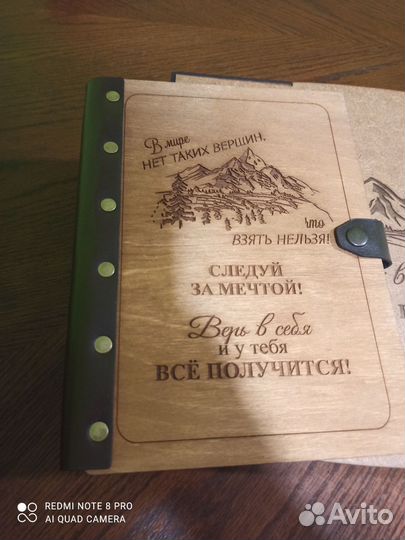 В мире
НЕТ ТАКИХ ВЕРШИН,
что
ВЗЯТЬ НЕЛЬЗЯ!
СЛЕДУЙ
ЗА МЕЧТОЙ!
Верь в себя
и у тебя
ВСЁ ПОЛУЧИТСЯ!
REDMI NOTE 8 PRO
AI QUAD CAMERA
Avito